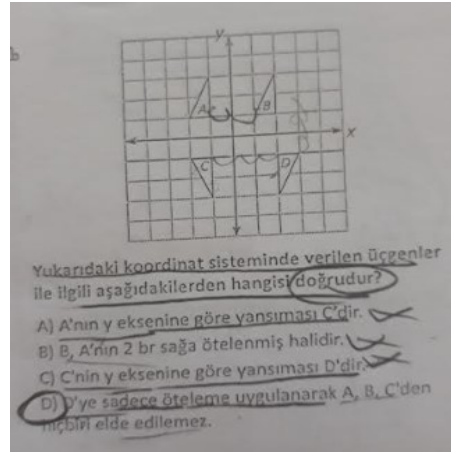 y
A
B
x
C
D
Yukarıdaki koordinat sisteminde verilen üçgenler
ile ilgili aşağıdakilerden hangisi doğrudur?
A) A'nın y eksenine göre yansıması C'dir.
B) B, A'nın 2 br sağa ötelenmiş halidir.
C) C'nin y eksenine göre yansıması D'dir.
D) D'ye sadece öteleme uygulanarak A, B, C'den
hiçbiri elde edilemez.